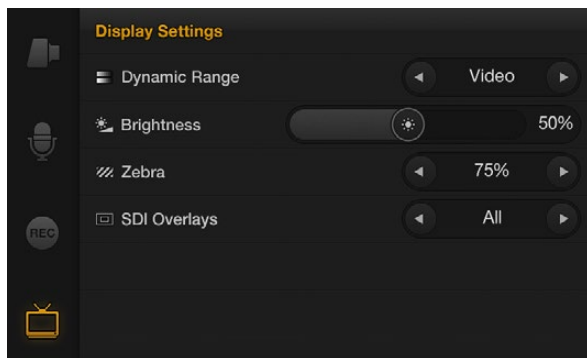 Display Settings
Dynamic Range Video
Brightness 50%
Zebra 75%
SDI Overlays All
REC